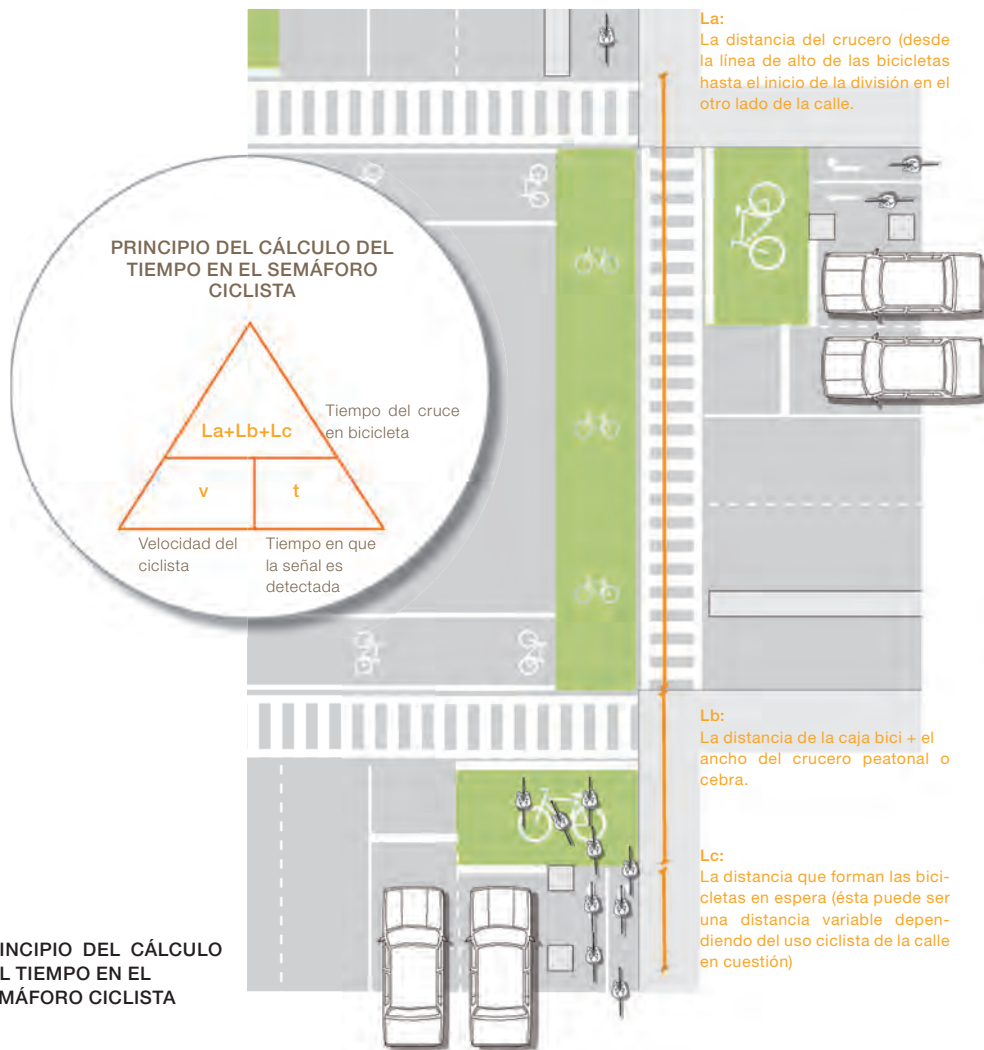 La:
La distancia del crucero (desde
la línea de alto de las bicicletas
hasta el inicio de la división en el
otro lado de la calle.
PRINCIPIO DEL CÁLCULO DEL
TIEMPO EN EL SEMÁFORO
CICLISTA
La+Lb+Lc
Tiempo del cruce
en bicicleta
v
t
Velocidad del
ciclista
Tiempo en que
la señal es
detectada
Lb:
La distancia de la caja bici + el
ancho del crucero peatonal o
cebra.
Lc:
La distancia que forman las bici-
cletas en espera (ésta puede ser
una distancia variable depen-
diendo del uso ciclista de la calle
en cuestión)
INCIPIO DEL CÁLCULO
L TIEMPO EN EL
MÁFORO CICLISTA